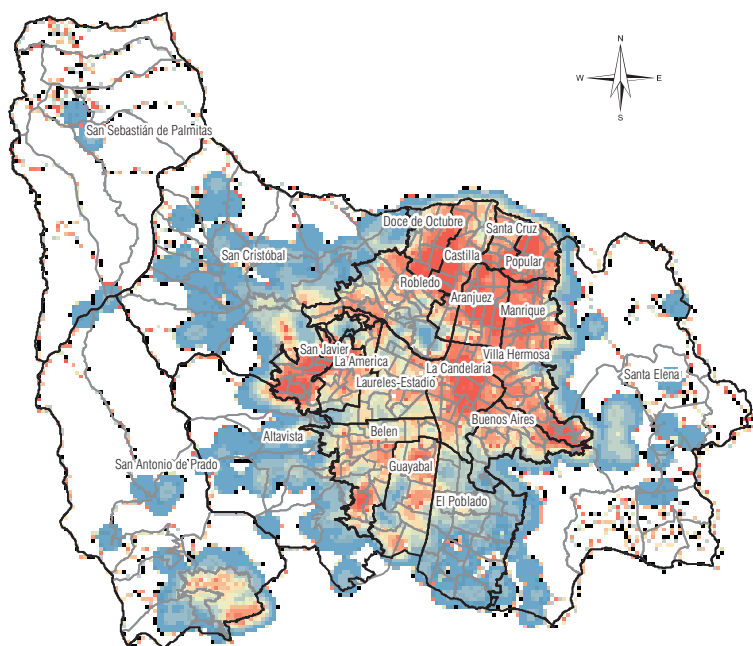 N
W E
S
San Sebastián de Palmitas
Doce de Octubre
Santa Cruz
San Cristóbal
Castilla
Popular
Robledo
Aranjuez
Manrique
San Javier
La America
Villa Hermosa
La Candelaria
Laureles-Estadio
Santa Elena
Buenos Aires
Altavista
Belen
San Antonio de Prado
Guayabal
El Poblado